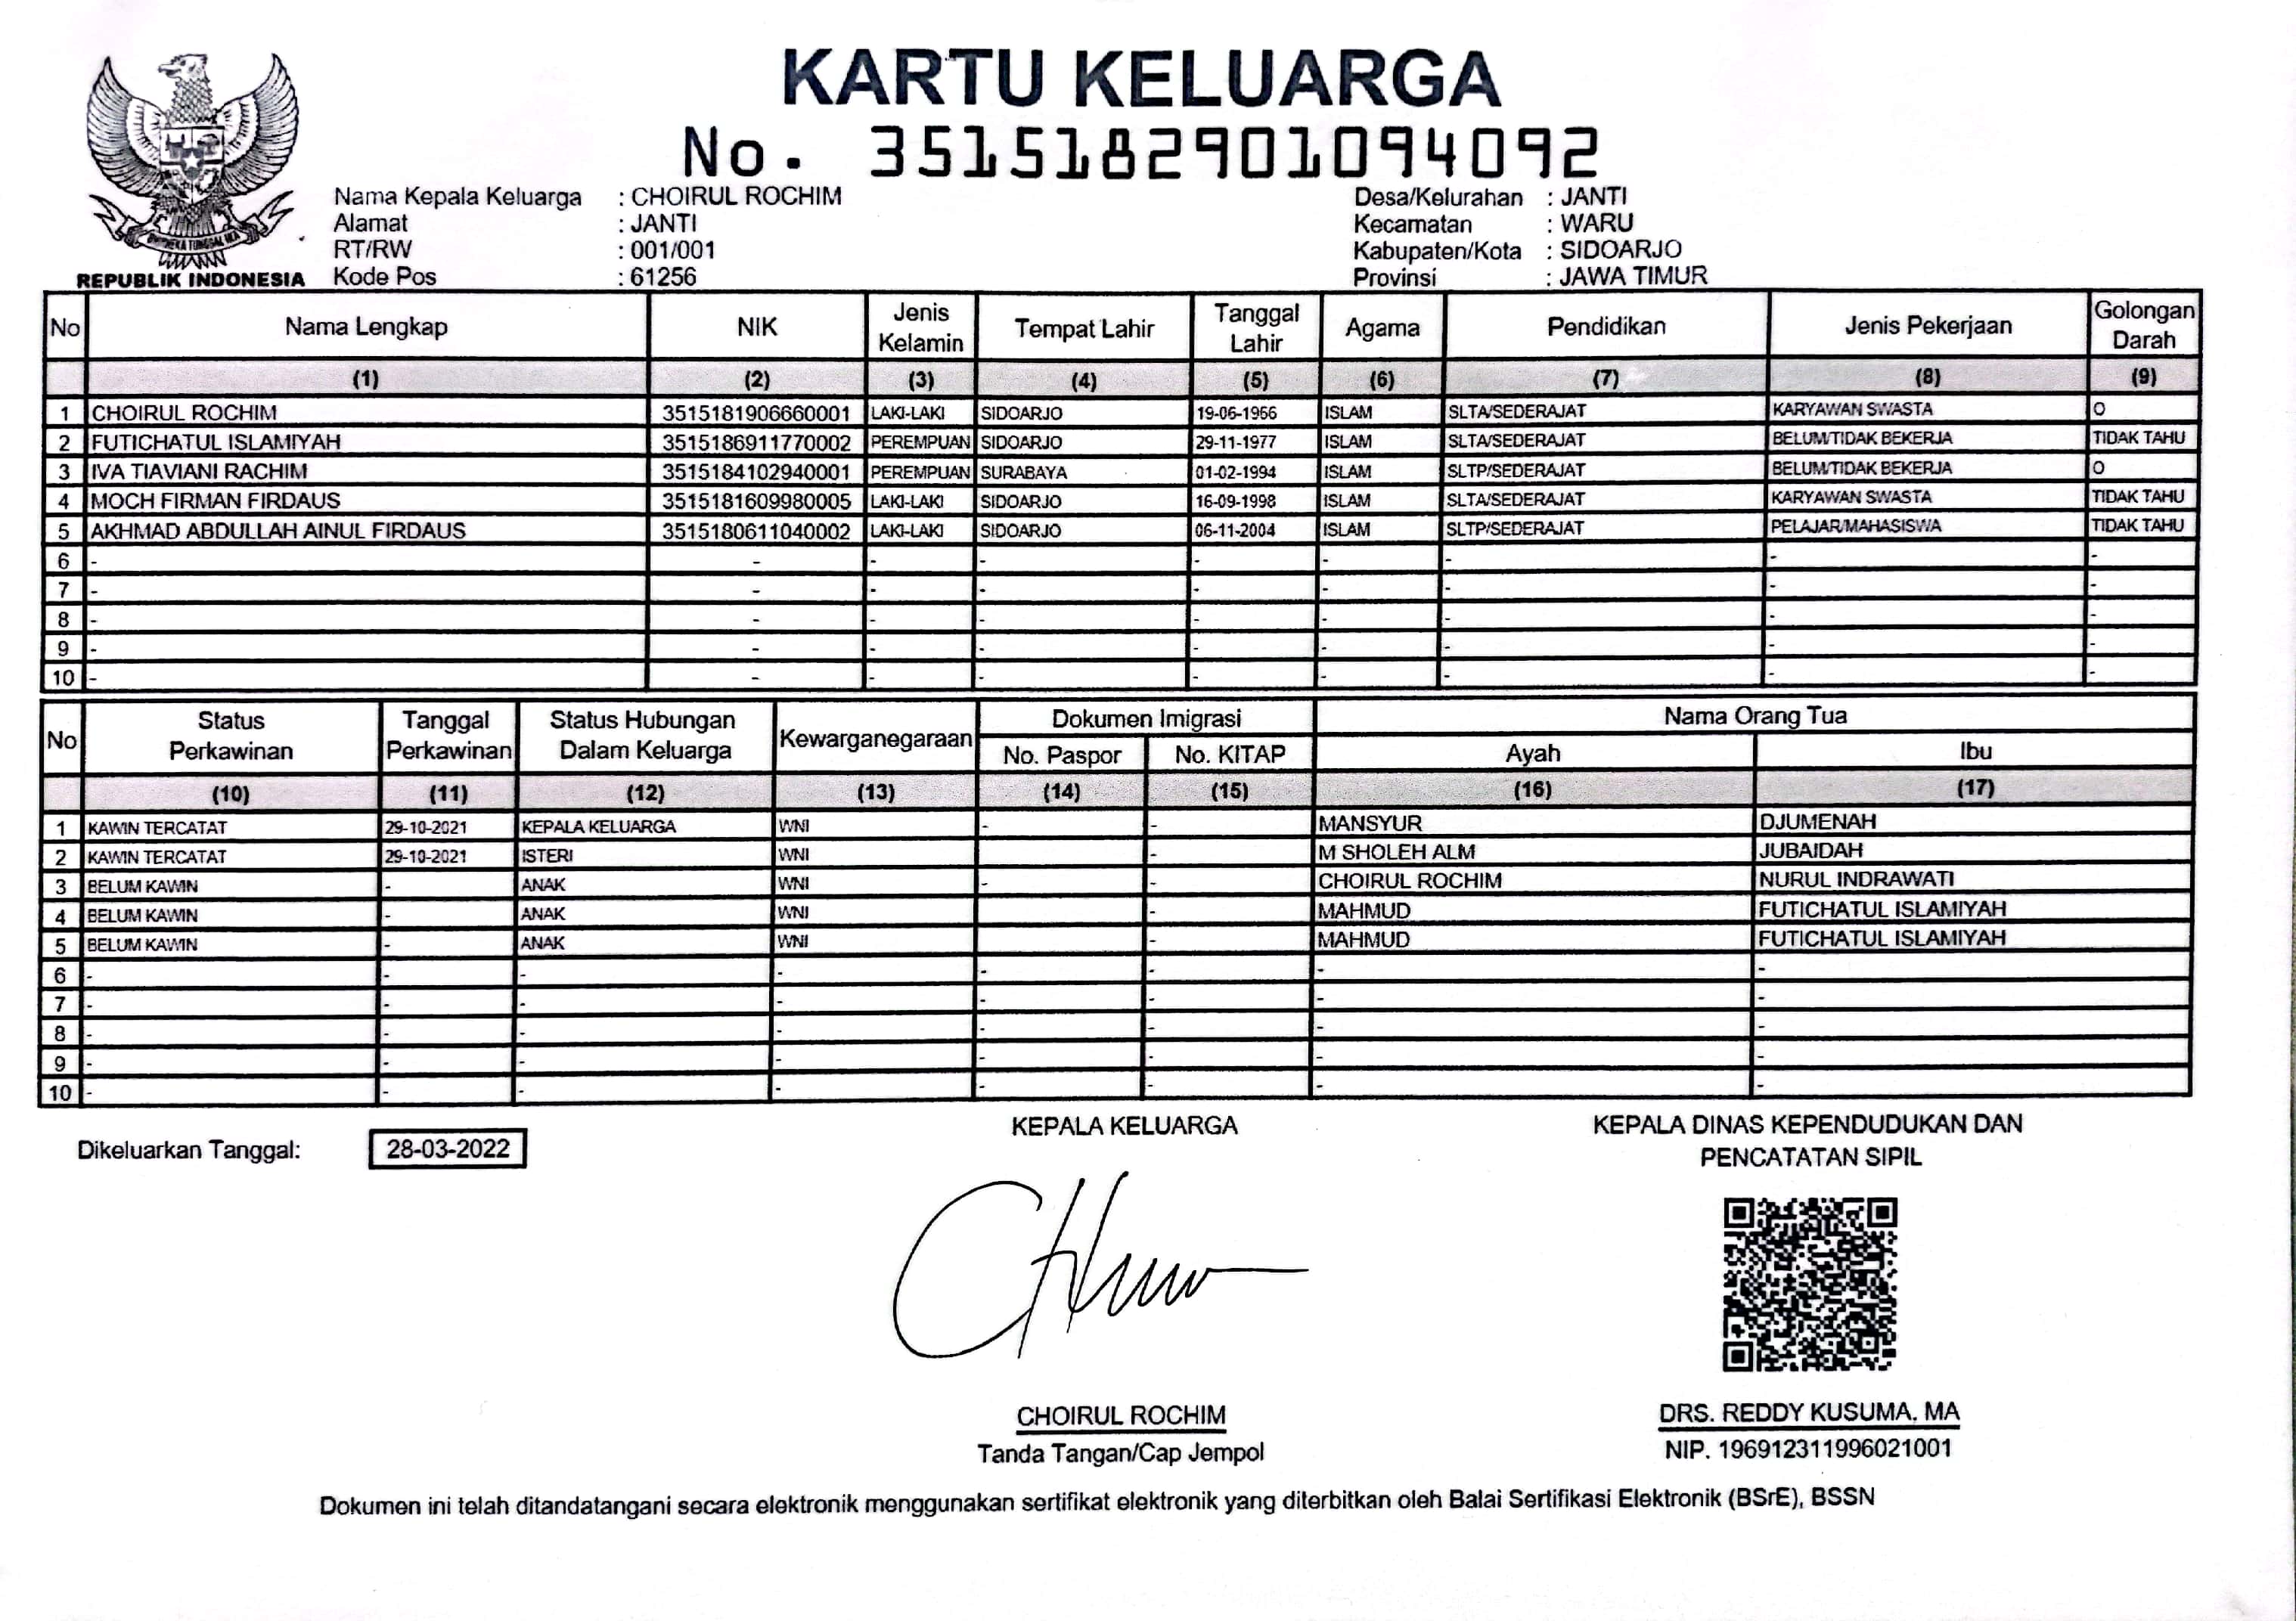 KARTU KELUARGA
No. 3515182901094092
Nama Kepala Keluarga : CHOIRUL ROCHIM
Alamat : JANTI
RT/RW : 001/001
Kode Pos : 61256
Desa/Kelurahan : JANTI
Kecamatan : WARU
Kabupaten/Kota : SIDOARJO
Provinsi : JAWA TIMUR
BHINNEKA TUNGGAL IKA
REPUBLIK INDONESIA
No Nama Lengkap NIK Jenis Kelamin Tempat Lahir Tanggal Lahir Agama Pendidikan Jenis Pekerjaan Golongan Darah
(1) (2) (3) (4) (5) (6) (7) (8) (9)
1 CHOIRUL ROCHIM 3515181906660001 LAKI-LAKI SIDOARJO 19-06-1966 ISLAM SLTA/SEDERAJAT KARYAWAN SWASTA O
2 FUTICHATUL ISLAMIYAH 3515186911770002 PEREMPUAN SIDOARJO 29-11-1977 ISLAM SLTA/SEDERAJAT BELUM/TIDAK BEKERJA TIDAK TAHU
3 IVA TIAVIANI RACHIM 3515184102940001 PEREMPUAN SURABAYA 01-02-1994 ISLAM SLTP/SEDERAJAT BELUM/TIDAK BEKERJA O
4 MOCH FIRMAN FIRDAUS 3515181609980005 LAKI-LAKI SIDOARJO 16-09-1998 ISLAM SLTA/SEDERAJAT KARYAWAN SWASTA TIDAK TAHU
5 AKHMAD ABDULLAH AINUL FIRDAUS 3515180611040002 LAKI-LAKI SIDOARJO 06-11-2004 ISLAM SLTP/SEDERAJAT PELAJAR/MAHASISWA TIDAK TAHU
6 - - - - - - - - -
7 - - - - - - - - -
8 - - - - - - - - -
9 - - - - - - - - -
10 - - - - - - - - -
No Status Perkawinan Tanggal Perkawinan Status Hubungan Dalam Keluarga Kewarganegaraan Dokumen Imigrasi Nama Orang Tua
No. Paspor No. KITAP Ayah Ibu
(10) (11) (12) (13) (14) (15) (16) (17)
1 KAWIN TERCATAT 29-10-2021 KEPALA KELUARGA WNI - - MANSYUR DJUMENAH
2 KAWIN TERCATAT 29-10-2021 ISTERI WNI - M SHOLEH ALM JUBAIDAH
3 BELUM KAWIN - ANAK WNI - - CHOIRUL ROCHIM NURUL INDRAWATI
4 BELUM KAWIN - ANAK WNI - MAHMUD FUTICHATUL ISLAMIYAH
5 BELUM KAWIN - ANAK WNI - MAHMUD FUTICHATUL ISLAMIYAH
6 - - - - - - - -
7 - - - - - - - -
8 - - - - - - - -
9 - - - - - - - -
10 - - - - - - - -
Dikeluarkan Tanggal: 28-03-2022
KEPALA KELUARGA
CHOIRUL ROCHIM
Tanda Tangan/Cap Jempol
KEPALA DINAS KEPENDUDUKAN DAN
PENCATATAN SIPIL
DRS. REDDY KUSUMA, MA
NIP. 196912311996021001
Dokumen ini telah ditandatangani secara elektronik menggunakan sertifikat elektronik yang diterbitkan oleh Balai Sertifikasi Elektronik (BSrE), BSSN